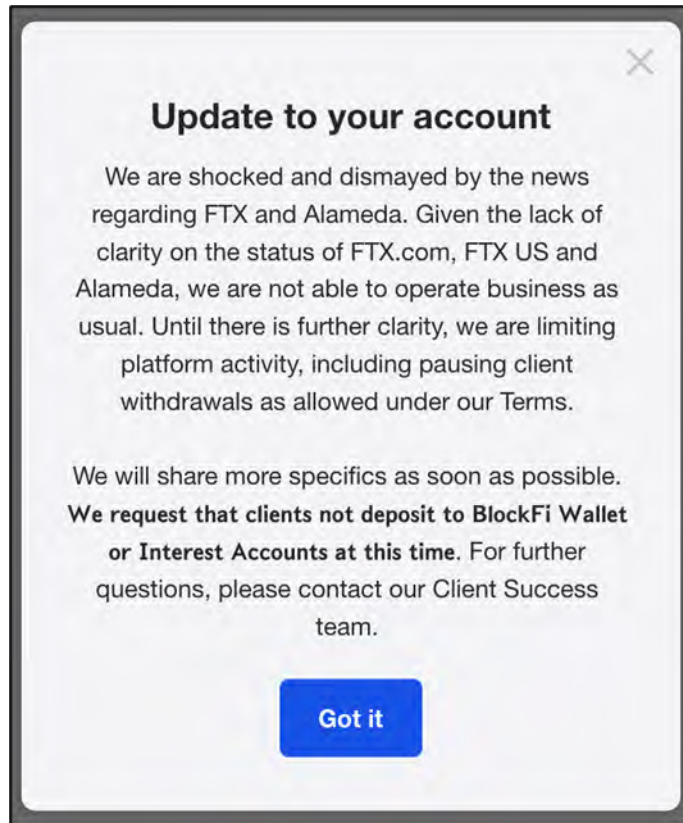 Update to your account
We are shocked and dismayed by the news
regarding FTX and Alameda. Given the lack of
clarity on the status of FTX.com, FTX US and
Alameda, we are not able to operate business as
usual. Until there is further clarity, we are limiting
platform activity, including pausing client
withdrawals as allowed under our Terms.
We will share more specifics as soon as possible.
We request that clients not deposit to BlockFi Wallet
or Interest Accounts at this time. For further
questions, please contact our Client Success
team.
Got it